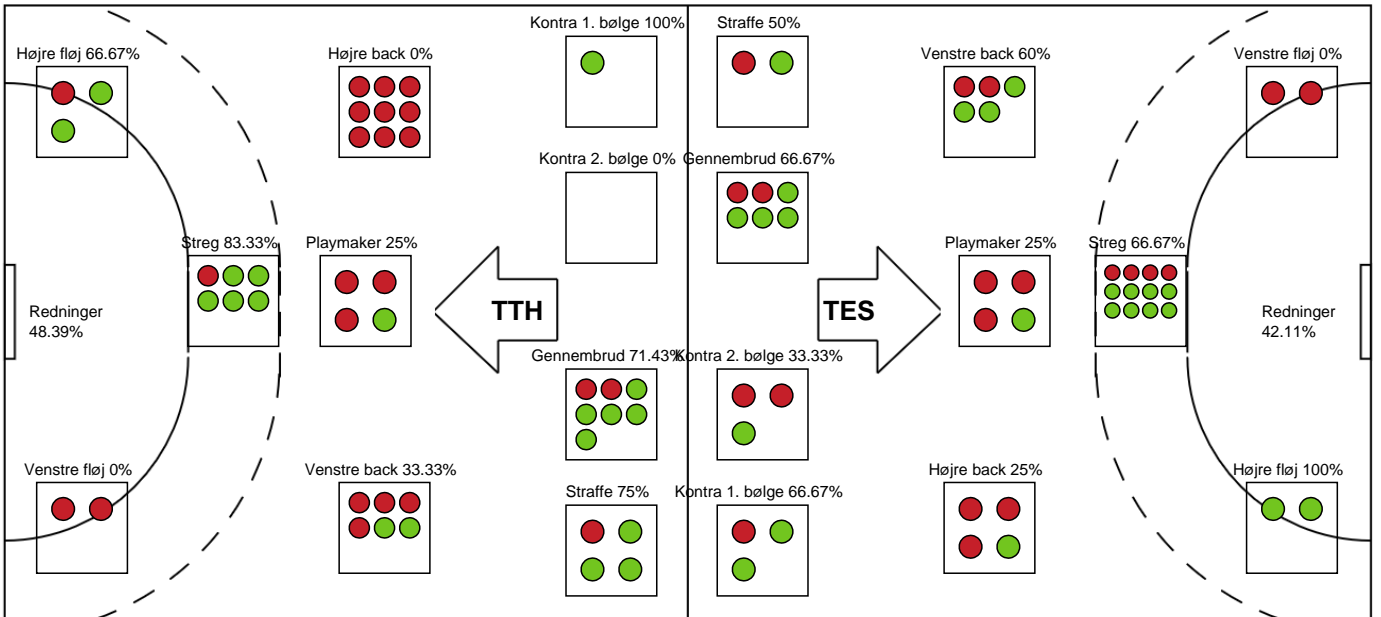 Kontra 1. bølge 100%
Straffe 50%
Højre fløj 66.67%
Højre back 0%
Venstre back 60%
Venstre fløj 0%
Kontra 2. bølge 0%
Gennembrud 66.67%
Streg 83.33%
Playmaker 25%
Playmaker 25%
Streg 66.67%
Redninger
48.39%
TTH
TES
Redninger
42.11%
Gennembrud 71.43%
Kontra 2. bølge 33.33%
Venstre fløj 0%
Venstre back 33.33%
Højre back 25%
Højre fløj 100%
Straffe 75%
Kontra 1. bølge 66.67%